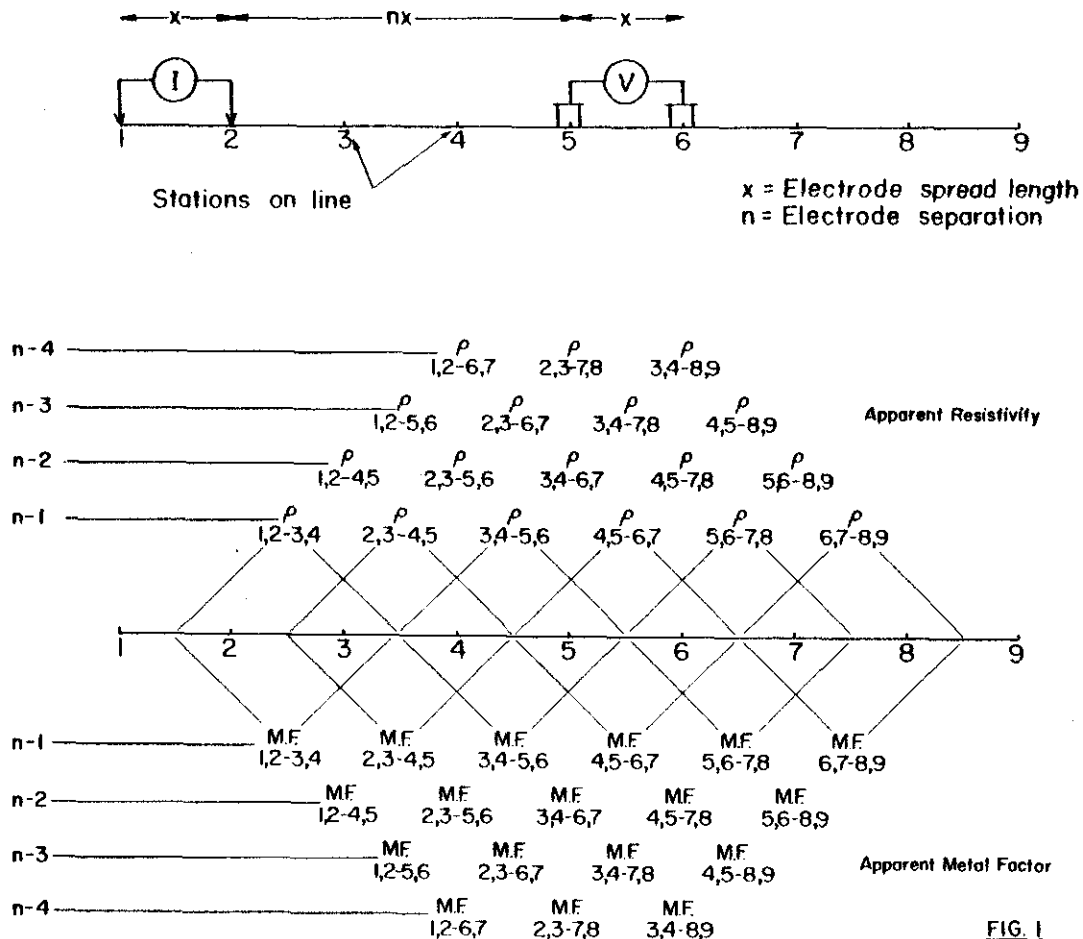 x nx x
I V
1 2 3 4 5 6 7 8 9
Stations on line
x = Electrode spread length
n = Electrode separation
n-4 ρ ρ ρ
1,2-6,7 2,3-7,8 3,4-8,9
n-3 ρ ρ ρ ρ
1,2-5,6 2,3-6,7 3,4-7,8 4,5-8,9
Apparent Resistivity
n-2 ρ ρ ρ ρ ρ
1,2-4,5 2,3-5,6 3,4-6,7 4,5-7,8 5,6-8,9
n-1 ρ ρ ρ ρ ρ ρ
1,2-3,4 2,3-4,5 3,4-5,6 4,5-6,7 5,6-7,8 6,7-8,9
1 2 3 4 5 6 7 8 9
n-1 M.F. M.F. M.F. M.F. M.F. M.F.
1,2-3,4 2,3-4,5 3,4-5,6 4,5-6,7 5,6-7,8 6,7-8,9
n-2 M.F. M.F. M.F. M.F. M.F.
1,2-4,5 2,3-5,6 3,4-6,7 4,5-7,8 5,6-8,9
n-3 M.F. M.F. M.F. M.F.
1,2-5,6 2,3-6,7 3,4-7,8 4,5-8,9
Apparent Metal Factor
n-4 M.F. M.F. M.F.
1,2-6,7 2,3-7,8 3,4-8,9
FIG. 1